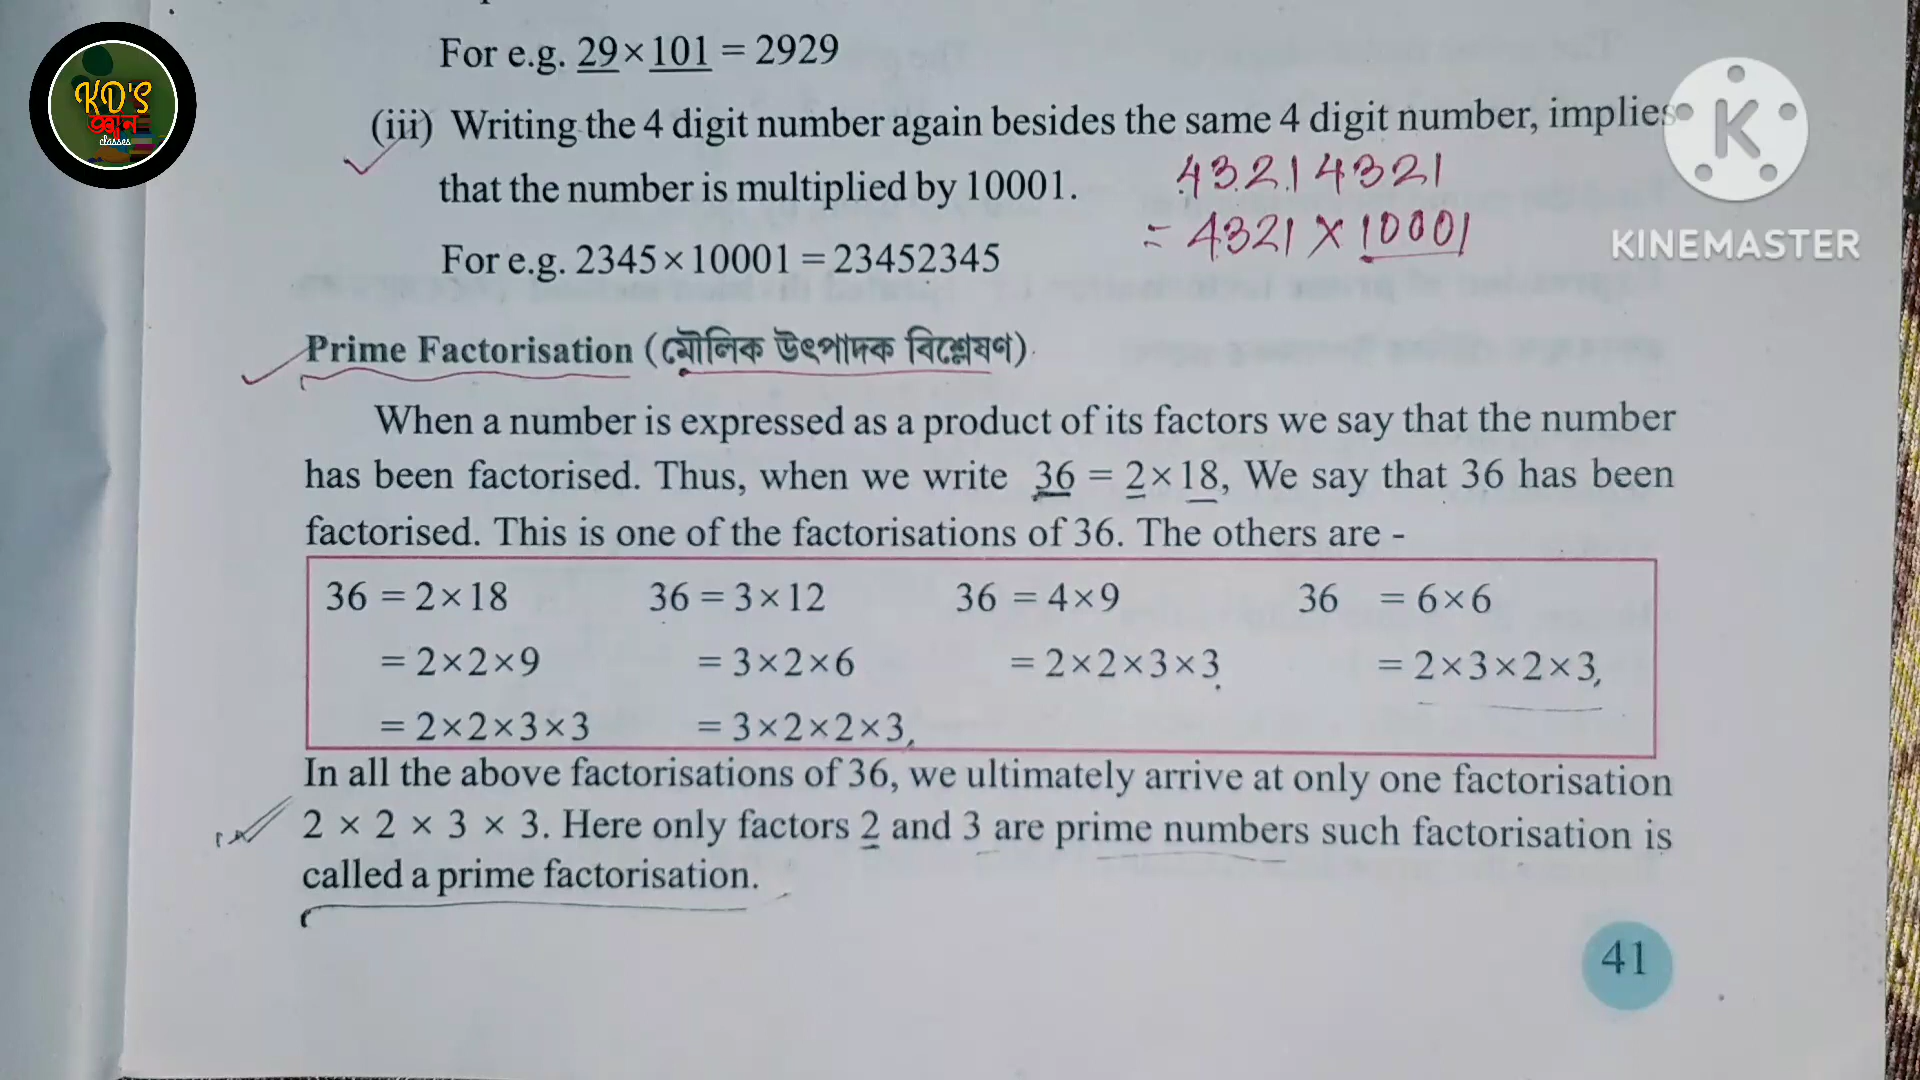 KD'S
জ্ঞান
classes
For e.g. 29×101 = 2929
(iii) Writing the 4 digit number again besides the same 4 digit number, implies
that the number is multiplied by 10001.
43214321
= 4321 × 10001
For e.g. 2345×10001 = 23452345
K
KINEMASTER
Prime Factorisation (মৌলিক উৎপাদক বিশ্লেষণ)
When a number is expressed as a product of its factors we say that the number
has been factorised. Thus, when we write 36 = 2×18, We say that 36 has been
factorised. This is one of the factorisations of 36. The others are -
36 = 2×18 36 = 3×12 36 = 4×9 36 = 6×6
= 2×2×9 = 3×2×6 = 2×2×3×3 = 2×3×2×3,
= 2×2×3×3 = 3×2×2×3,
In all the above factorisations of 36, we ultimately arrive at only one factorisation
2 × 2 × 3 × 3. Here only factors 2 and 3 are prime numbers such factorisation is
called a prime factorisation.
41